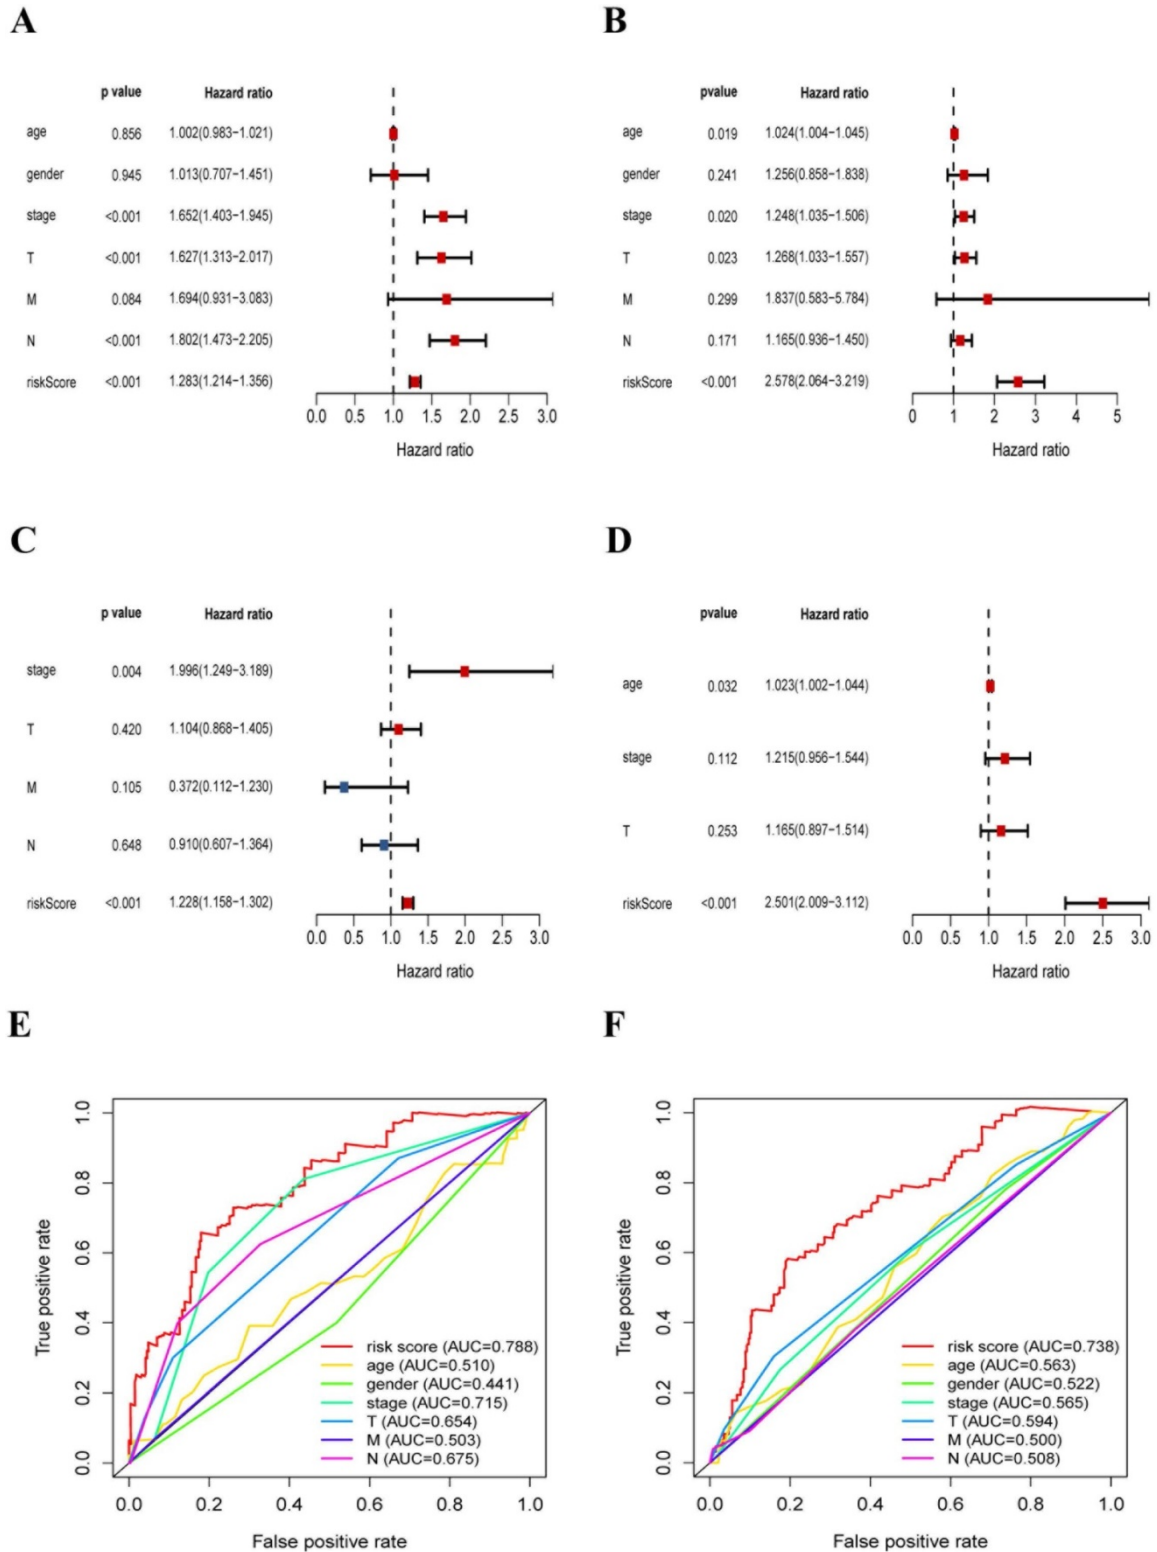 A
p value Hazard ratio
age 0.856 1.002(0.983−1.021)
gender 0.945 1.013(0.707−1.451)
stage <0.001 1.652(1.403−1.945)
T <0.001 1.627(1.313−2.017)
M 0.084 1.694(0.931−3.083)
N <0.001 1.802(1.473−2.205)
riskScore <0.001 1.283(1.214−1.356)
0.0 0.5 1.0 1.5 2.0 2.5 3.0
Hazard ratio
B
pvalue Hazard ratio
age 0.019 1.024(1.004−1.045)
gender 0.241 1.256(0.858−1.838)
stage 0.020 1.248(1.035−1.506)
T 0.023 1.268(1.033−1.557)
M 0.299 1.837(0.583−5.784)
N 0.171 1.165(0.936−1.450)
riskScore <0.001 2.578(2.064−3.219)
0 1 2 3 4 5
Hazard ratio
C
p value Hazard ratio
stage 0.004 1.996(1.249−3.189)
T 0.420 1.104(0.868−1.405)
M 0.105 0.372(0.112−1.230)
N 0.648 0.910(0.607−1.364)
riskScore <0.001 1.228(1.158−1.302)
0.0 0.5 1.0 1.5 2.0 2.5 3.0
Hazard ratio
D
pvalue Hazard ratio
age 0.032 1.023(1.002−1.044)
stage 0.112 1.215(0.956−1.544)
T 0.253 1.165(0.897−1.514)
riskScore <0.001 2.501(2.009−3.112)
0.0 0.5 1.0 1.5 2.0 2.5 3.0
Hazard ratio
E
True positive rate
1.0
0.8
0.6
0.4
0.2
0.0
risk score (AUC=0.788)
age (AUC=0.510)
gender (AUC=0.441)
stage (AUC=0.715)
T (AUC=0.654)
M (AUC=0.503)
N (AUC=0.675)
0.0 0.2 0.4 0.6 0.8 1.0
False positive rate
F
True positive rate
1.0
0.8
0.6
0.4
0.2
0.0
risk score (AUC=0.738)
age (AUC=0.563)
gender (AUC=0.522)
stage (AUC=0.565)
T (AUC=0.594)
M (AUC=0.500)
N (AUC=0.508)
0.0 0.2 0.4 0.6 0.8 1.0
False positive rate